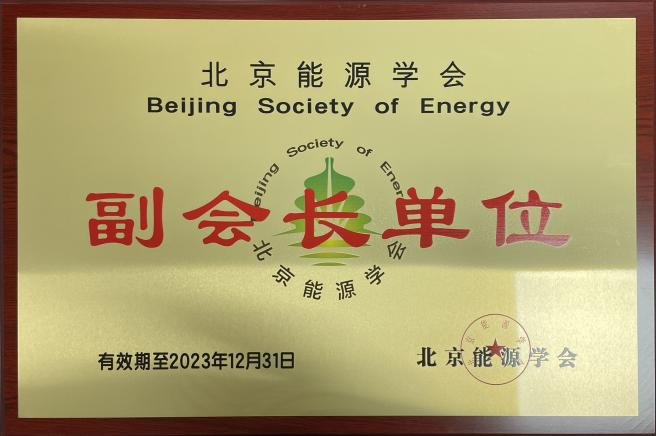 北京能源学会
Beijing Society of Energy
Beijing Society of Energy
副会长单位
北京能源学会
有效期至2023年12月31日
北京能源学会